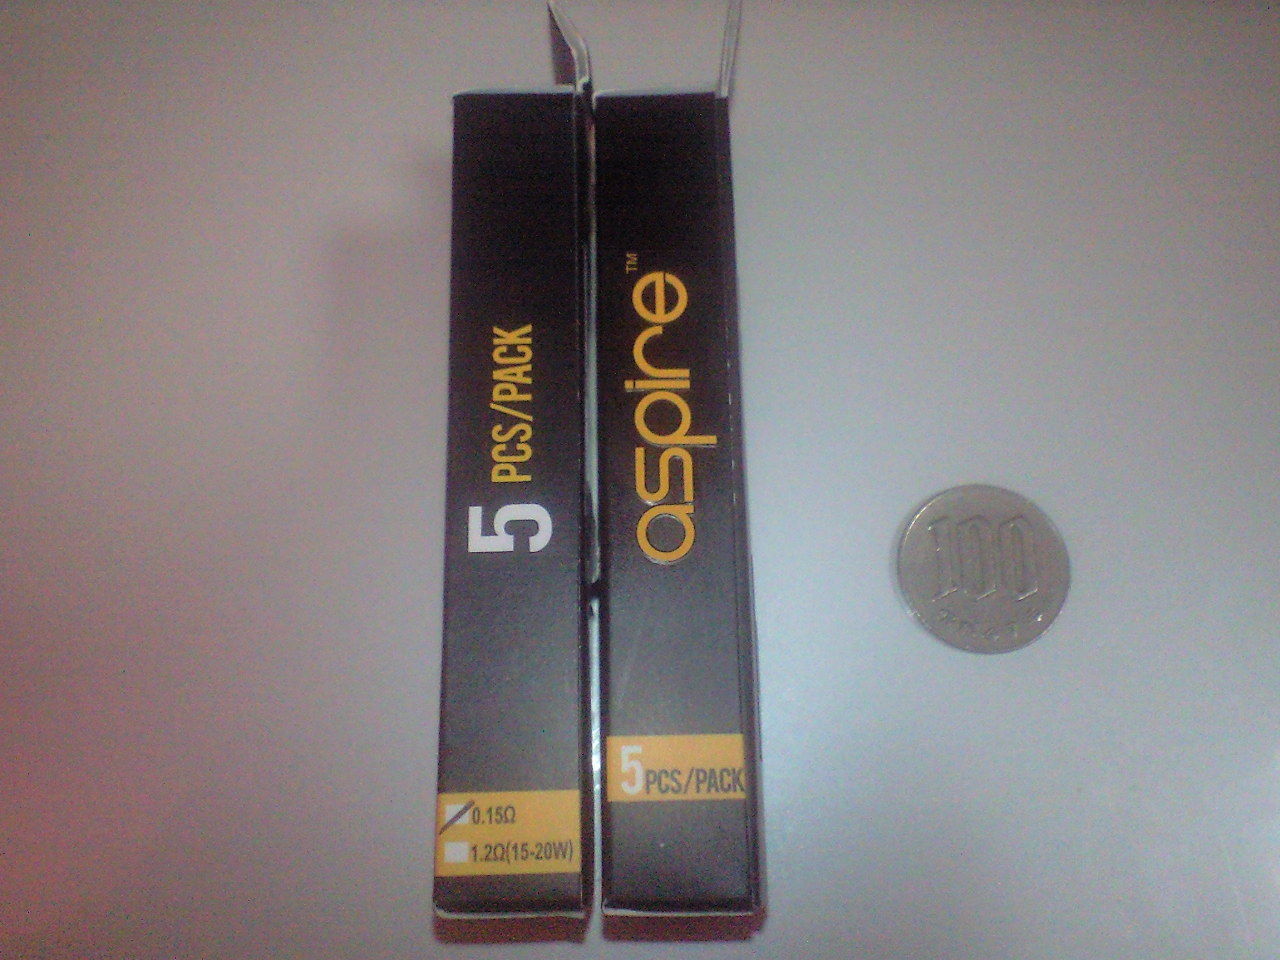 5 PCS/PACK
0.15Ω
1.2Ω(15-20W)
aspire™
5PCS/PACK
100